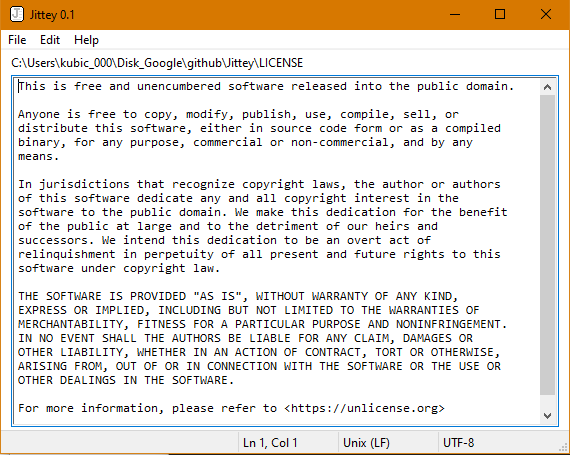 Jittey 0.1
File Edit Help
C:\Users\kubic_000\Disk_Google\github\Jittey\LICENSE
This is free and unencumbered software released into the public domain.
Anyone is free to copy, modify, publish, use, compile, sell, or
distribute this software, either in source code form or as a compiled
binary, for any purpose, commercial or non-commercial, and by any
means.
In jurisdictions that recognize copyright laws, the author or authors
of this software dedicate any and all copyright interest in the
software to the public domain. We make this dedication for the benefit
of the public at large and to the detriment of our heirs and
successors. We intend this dedication to be an overt act of
relinquishment in perpetuity of all present and future rights to this
software under copyright law.
THE SOFTWARE IS PROVIDED "AS IS", WITHOUT WARRANTY OF ANY KIND,
EXPRESS OR IMPLIED, INCLUDING BUT NOT LIMITED TO THE WARRANTIES OF
MERCHANTABILITY, FITNESS FOR A PARTICULAR PURPOSE AND NONINFRINGEMENT.
IN NO EVENT SHALL THE AUTHORS BE LIABLE FOR ANY CLAIM, DAMAGES OR
OTHER LIABILITY, WHETHER IN AN ACTION OF CONTRACT, TORT OR OTHERWISE,
ARISING FROM, OUT OF OR IN CONNECTION WITH THE SOFTWARE OR THE USE OR
OTHER DEALINGS IN THE SOFTWARE.
For more information, please refer to <https://unlicense.org>
Ln 1, Col 1 Unix (LF) UTF-8